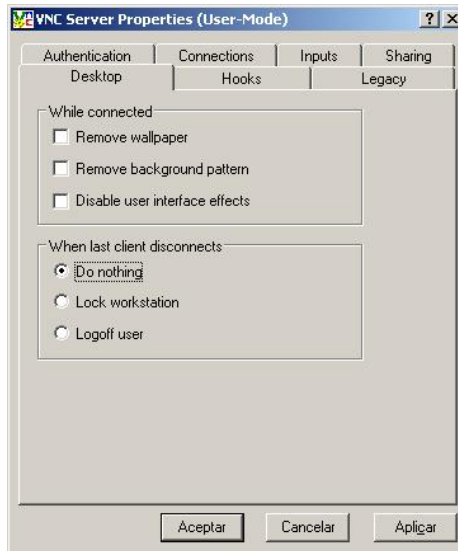 VNC Server Properties (User-Mode)
Authentication Connections Inputs Sharing
Desktop Hooks Legacy
While connected
Remove wallpaper
Remove background pattern
Disable user interface effects
When last client disconnects
Do nothing
Lock workstation
Logoff user
Aceptar Cancelar Aplicar